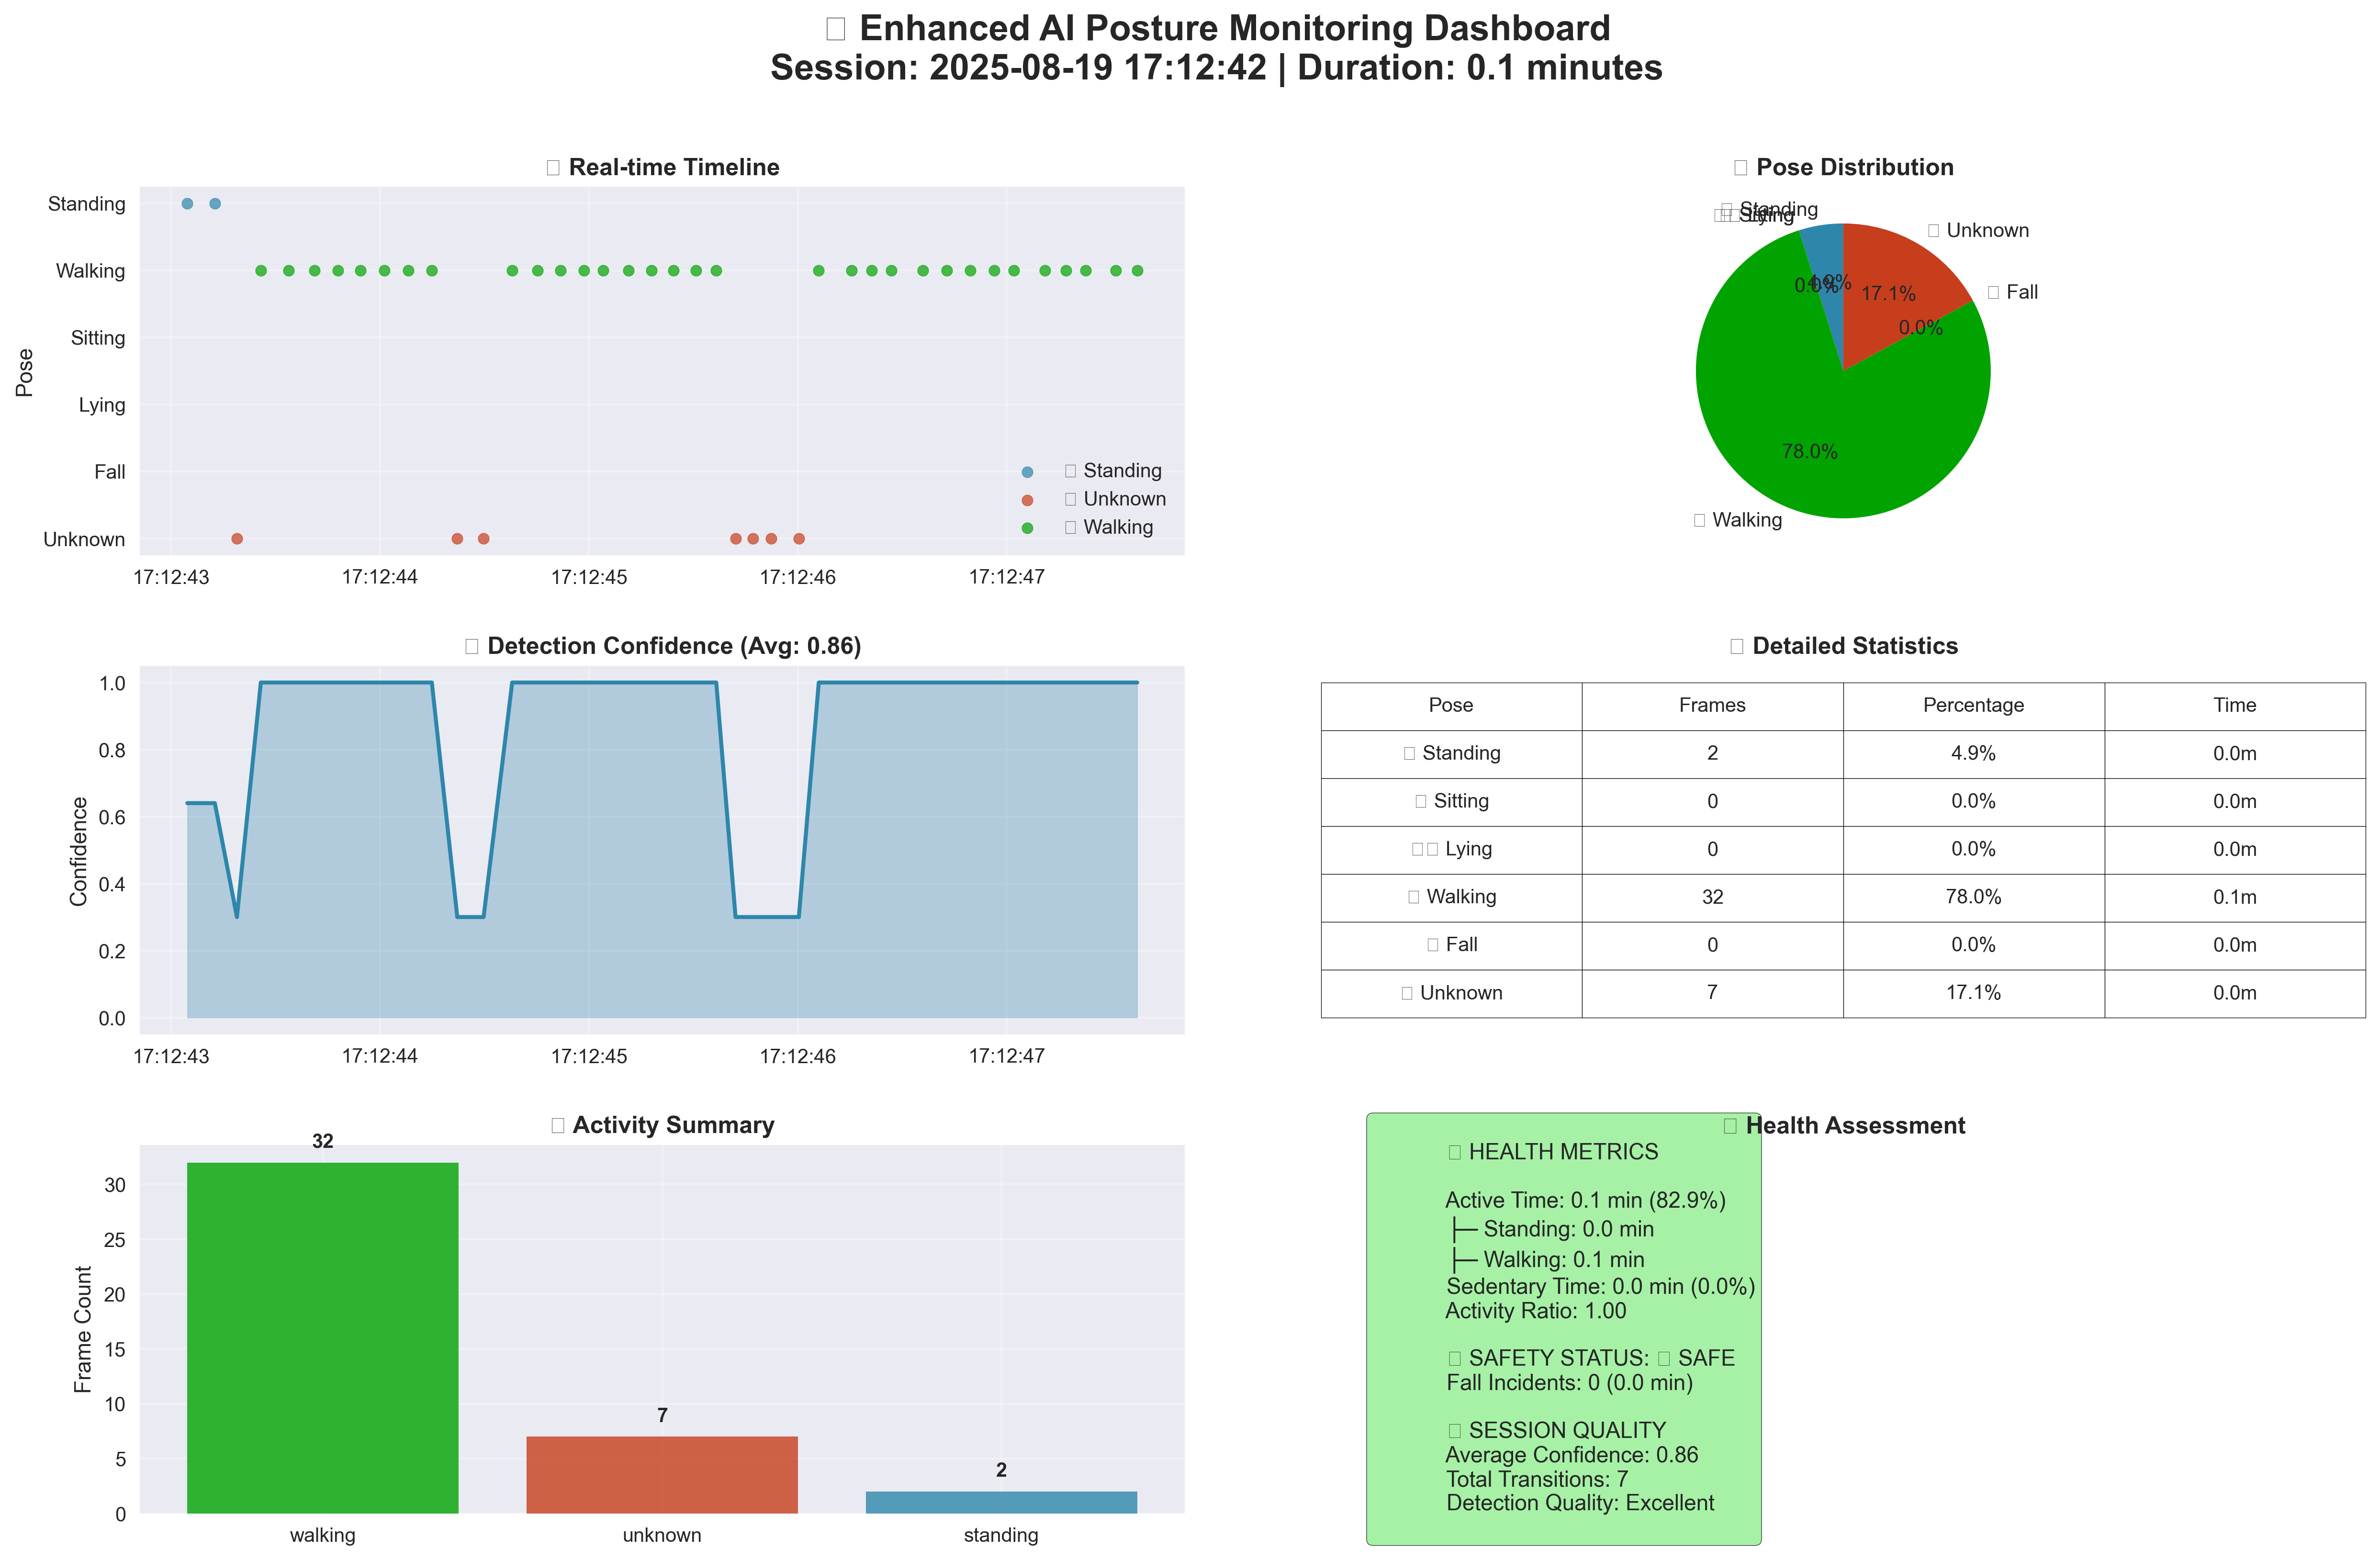 Enhanced AI Posture Monitoring Dashboard
Session: 2025-08-19 17:12:42 | Duration: 0.1 minutes
Real-time Timeline
Pose
Standing
Walking
Sitting
Lying
Fall
Unknown
Standing
Unknown
Walking
17:12:43 17:12:44 17:12:45 17:12:46 17:12:47
Pose Distribution
Standing
Sitting
Lying
Unknown
Fall
Walking
4.9%
0.0%
17.1%
0.0%
78.0%
Detection Confidence (Avg: 0.86)
Confidence
1.0
0.8
0.6
0.4
0.2
0.0
17:12:43 17:12:44 17:12:45 17:12:46 17:12:47
Detailed Statistics
Pose Frames Percentage Time
Standing 2 4.9% 0.0m
Sitting 0 0.0% 0.0m
Lying 0 0.0% 0.0m
Walking 32 78.0% 0.1m
Fall 0 0.0% 0.0m
Unknown 7 17.1% 0.0m
Activity Summary
Frame Count
30
25
20
15
10
5
0
32
7
2
walking unknown standing
Health Assessment
HEALTH METRICS
Active Time: 0.1 min (82.9%)
├─ Standing: 0.0 min
├─ Walking: 0.1 min
Sedentary Time: 0.0 min (0.0%)
Activity Ratio: 1.00
SAFETY STATUS: SAFE
Fall Incidents: 0 (0.0 min)
SESSION QUALITY
Average Confidence: 0.86
Total Transitions: 7
Detection Quality: Excellent